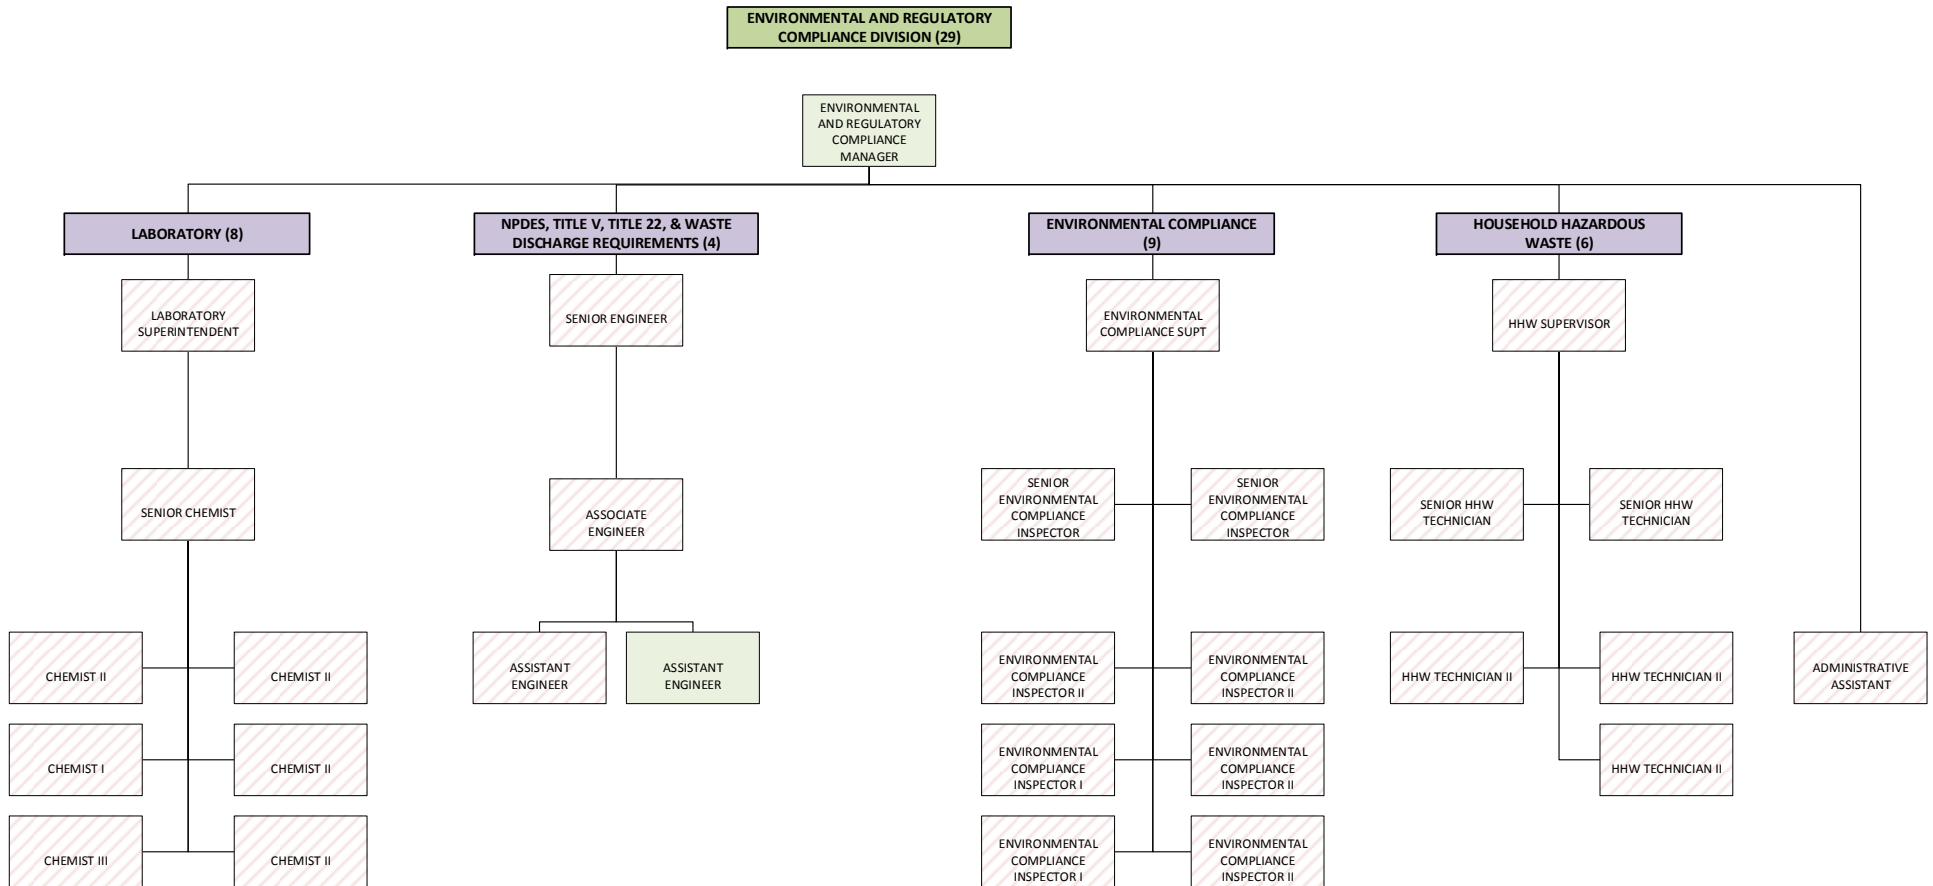 ENVIRONMENTAL AND REGULATORY
COMPLIANCE DIVISION (29)
ENVIRONMENTAL
AND REGULATORY
COMPLIANCE
MANAGER
LABORATORY (8)
NPDES, TITLE V, TITLE 22, & WASTE
DISCHARGE REQUIREMENTS (4)
ENVIRONMENTAL COMPLIANCE
(9)
HOUSEHOLD HAZARDOUS
WASTE (6)
LABORATORY
SUPERINTENDENT
SENIOR ENGINEER
ENVIRONMENTAL
COMPLIANCE SUPT
HHW SUPERVISOR
SENIOR CHEMIST
ASSOCIATE
ENGINEER
SENIOR
ENVIRONMENTAL
COMPLIANCE
INSPECTOR
SENIOR
ENVIRONMENTAL
COMPLIANCE
INSPECTOR
SENIOR HHW
TECHNICIAN
SENIOR HHW
TECHNICIAN
CHEMIST II
CHEMIST II
ASSISTANT
ENGINEER
ASSISTANT
ENGINEER
ENVIRONMENTAL
COMPLIANCE
INSPECTOR II
ENVIRONMENTAL
COMPLIANCE
INSPECTOR II
HHW TECHNICIAN II
HHW TECHNICIAN II
ADMINISTRATIVE
ASSISTANT
CHEMIST I
CHEMIST II
ENVIRONMENTAL
COMPLIANCE
INSPECTOR I
ENVIRONMENTAL
COMPLIANCE
INSPECTOR II
HHW TECHNICIAN II
CHEMIST III
CHEMIST II
ENVIRONMENTAL
COMPLIANCE
INSPECTOR I
ENVIRONMENTAL
COMPLIANCE
INSPECTOR II